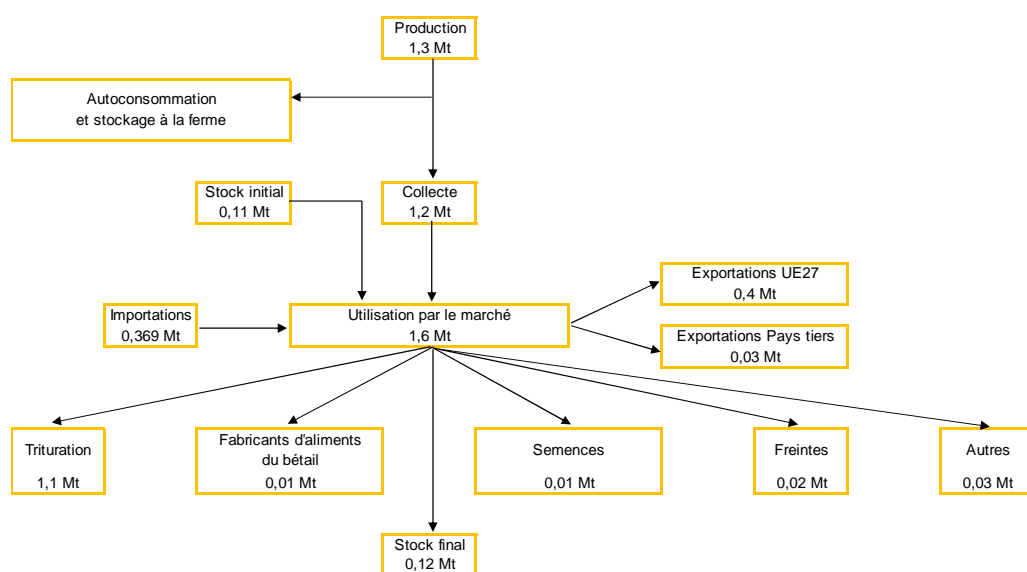 Production
1,3 Mt
Autoconsommation
et stockage à la ferme
Stock initial
0,11 Mt
Collecte
1,2 Mt
Exportations UE27
0,4 Mt
Importations
0,369 Mt
Utilisation par le marché
1,6 Mt
Exportations Pays tiers
0,03 Mt
Trituration
1,1 Mt
Fabricants d'aliments
du bétail
0,01 Mt
Semences
0,01 Mt
Freintes
0,02 Mt
Autres
0,03 Mt
Stock final
0,12 Mt